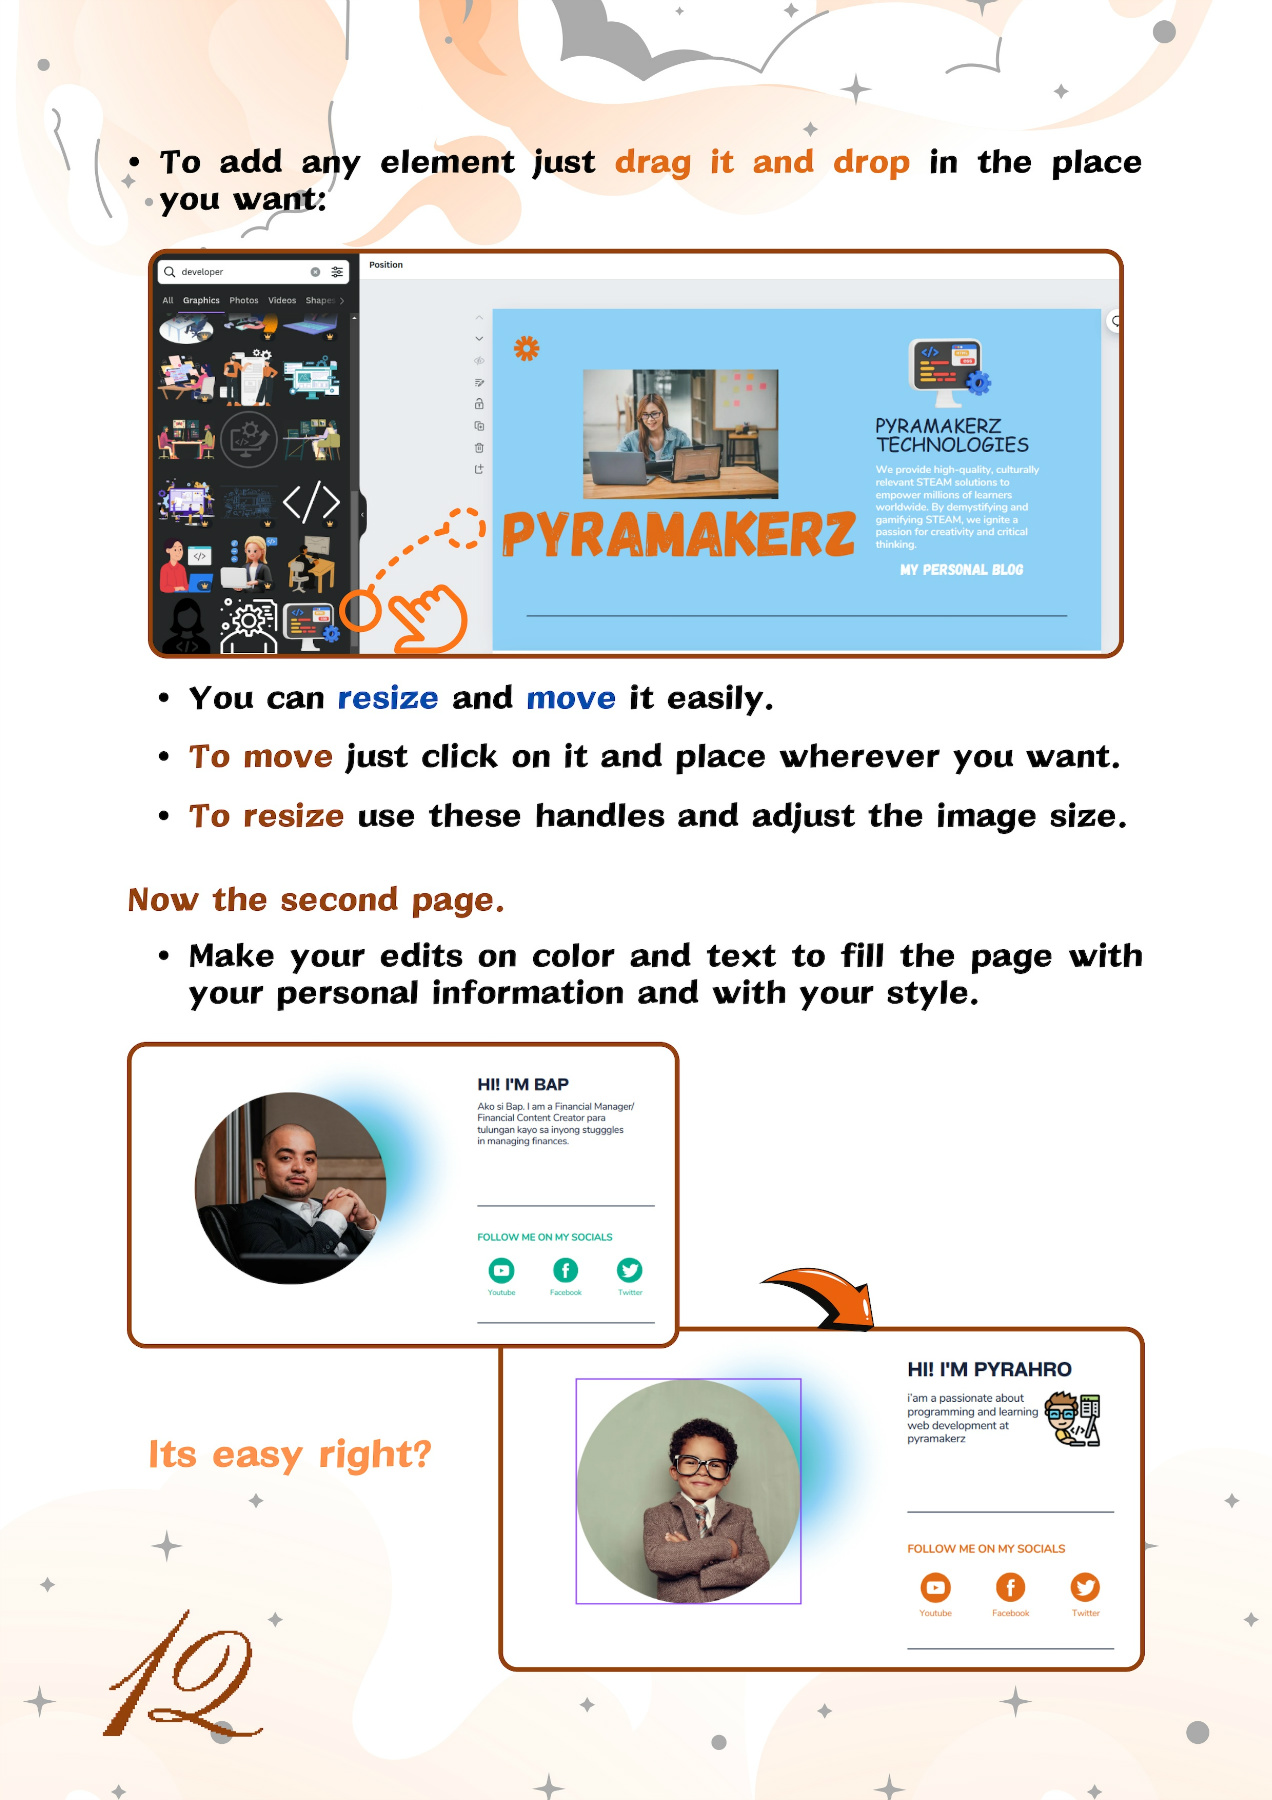 • To add any element just drag it and drop in the place
you want:
developer
Position
All Graphics Photos Videos Shapes
PYRAMAKERZ
TECHNOLOGIES
We provide high-quality, culturally
relevant STEAM solutions to
empower millions of learners
worldwide. By demystifying and
gamifying STEAM, we ignite a
passion for creativity and critical
thinking.
PYRAMAKERZ
MY PERSONAL BLOG
• You can resize and move it easily.
• To move just click on it and place wherever you want.
• To resize use these handles and adjust the image size.
Now the second page.
• Make your edits on color and text to fill the page with
your personal information and with your style.
HI! I'M BAP
Ako si Bap. I am a Financial Manager/
Financial Content Creator para
tulungan kayo sa inyong stugggles
in managing finances.
FOLLOW ME ON MY SOCIALS
Youtube Facebook Twitter
HI! I'M PYRAHRO
i'am a passionate about
programming and learning
web development at
pyramakerz
Its easy right?
FOLLOW ME ON MY SOCIALS
Youtube Facebook Twitter
12